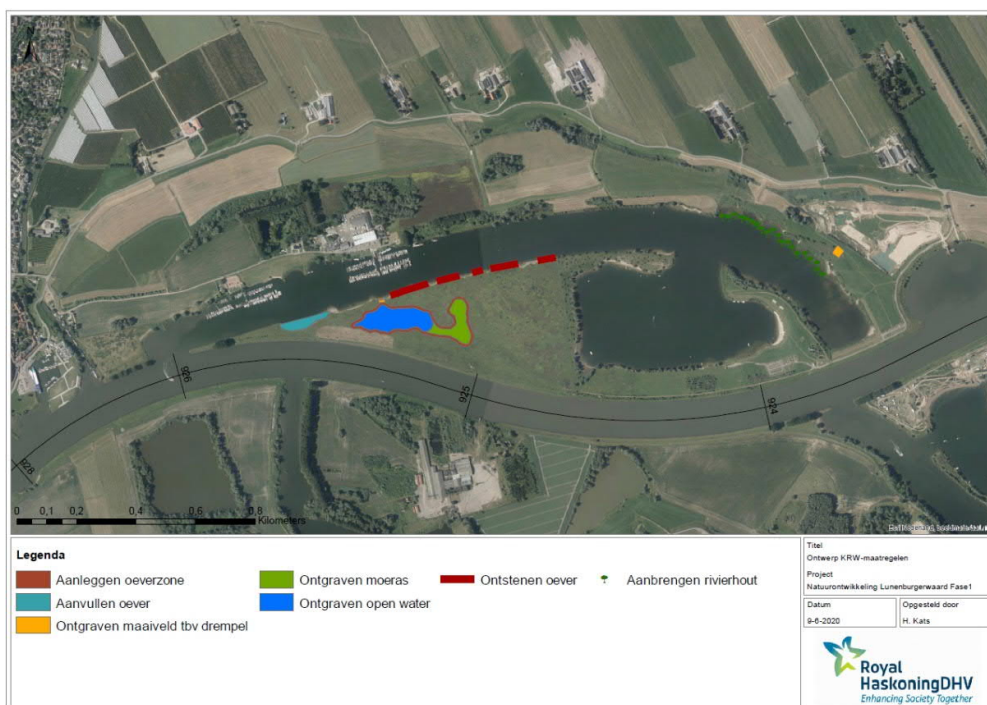 926
925
924
928
0 0,1 0,2 0,4 0,6 0,8
Kilometers
Legenda
Aanleggen oeverzone
Aanvullen oever
Ontgraven maaiveld tbv drempel
Ontgraven moeras
Ontgraven open water
Ontstenen oever
Aanbrengen rivierhout
Titel
Ontwerp KRW-maatregelen
Project
Natuurontwikkeling Lunenburgerwaard Fase1
Datum
9-6-2020
Opgesteld door
H. Kats
Royal
HaskoningDHV
Enhancing Society Together